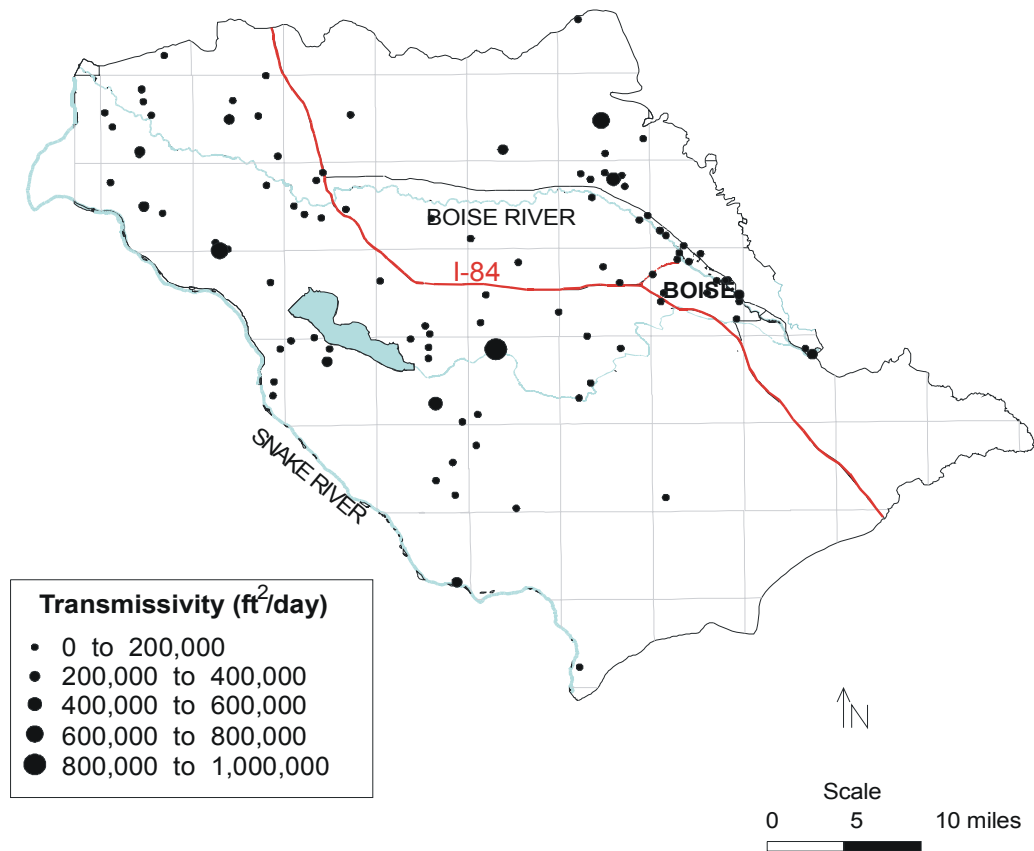 BOISE RIVER
I-84
BOISE
SNAKE RIVER
Transmissivity (ft²/day)
0 to 200,000
200,000 to 400,000
400,000 to 600,000
600,000 to 800,000
800,000 to 1,000,000
N
Scale
0 5 10 miles